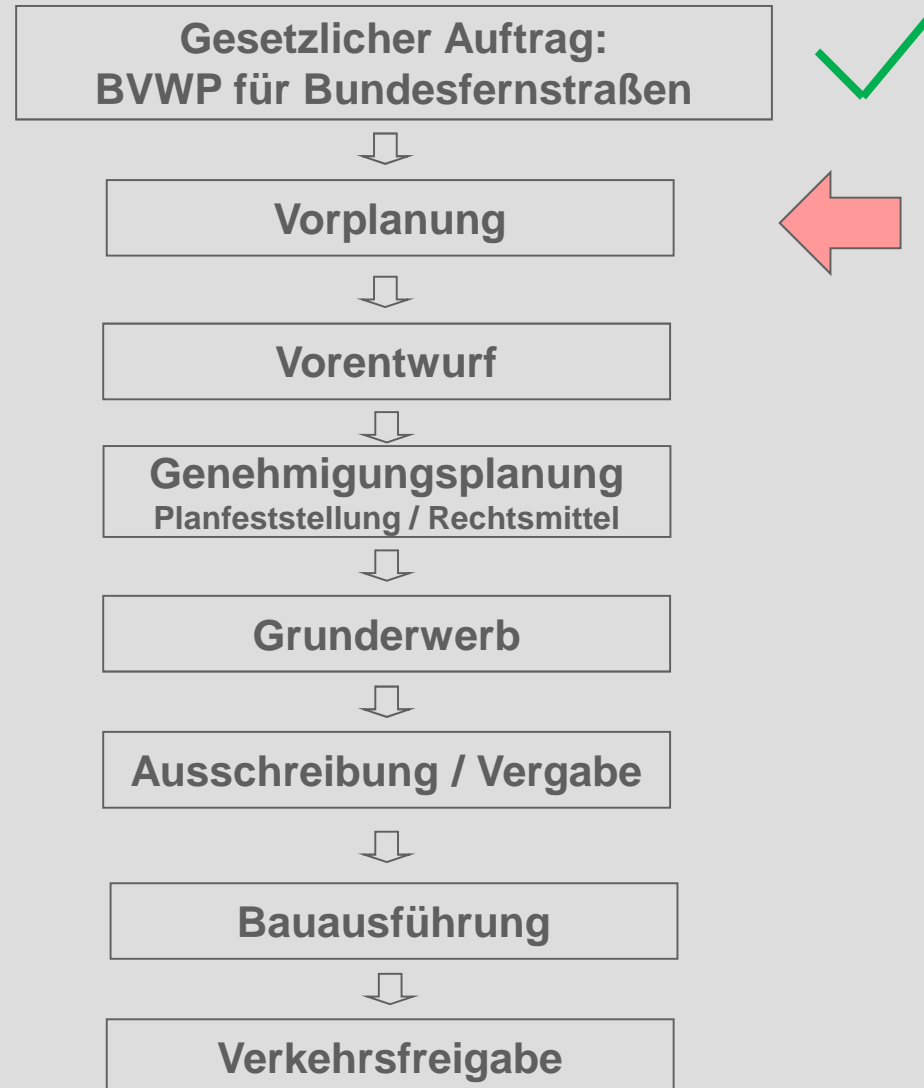 Gesetzlicher Auftrag:
BVWP für Bundesfernstraßen
Vorplanung
Vorentwurf
Genehmigungsplanung
Planfeststellung / Rechtsmittel
Grunderwerb
Ausschreibung / Vergabe
Bauausführung
Verkehrsfreigabe